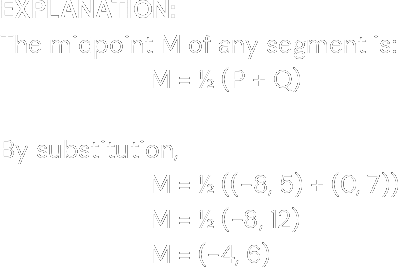 EXPLANATION:
The midpoint M of any segment is:
M = ½ (P + Q)
By substitution,
M = ½ ((-8, 5) + (0, 7))
M = ½ (-8, 12)
M = (-4, 6)